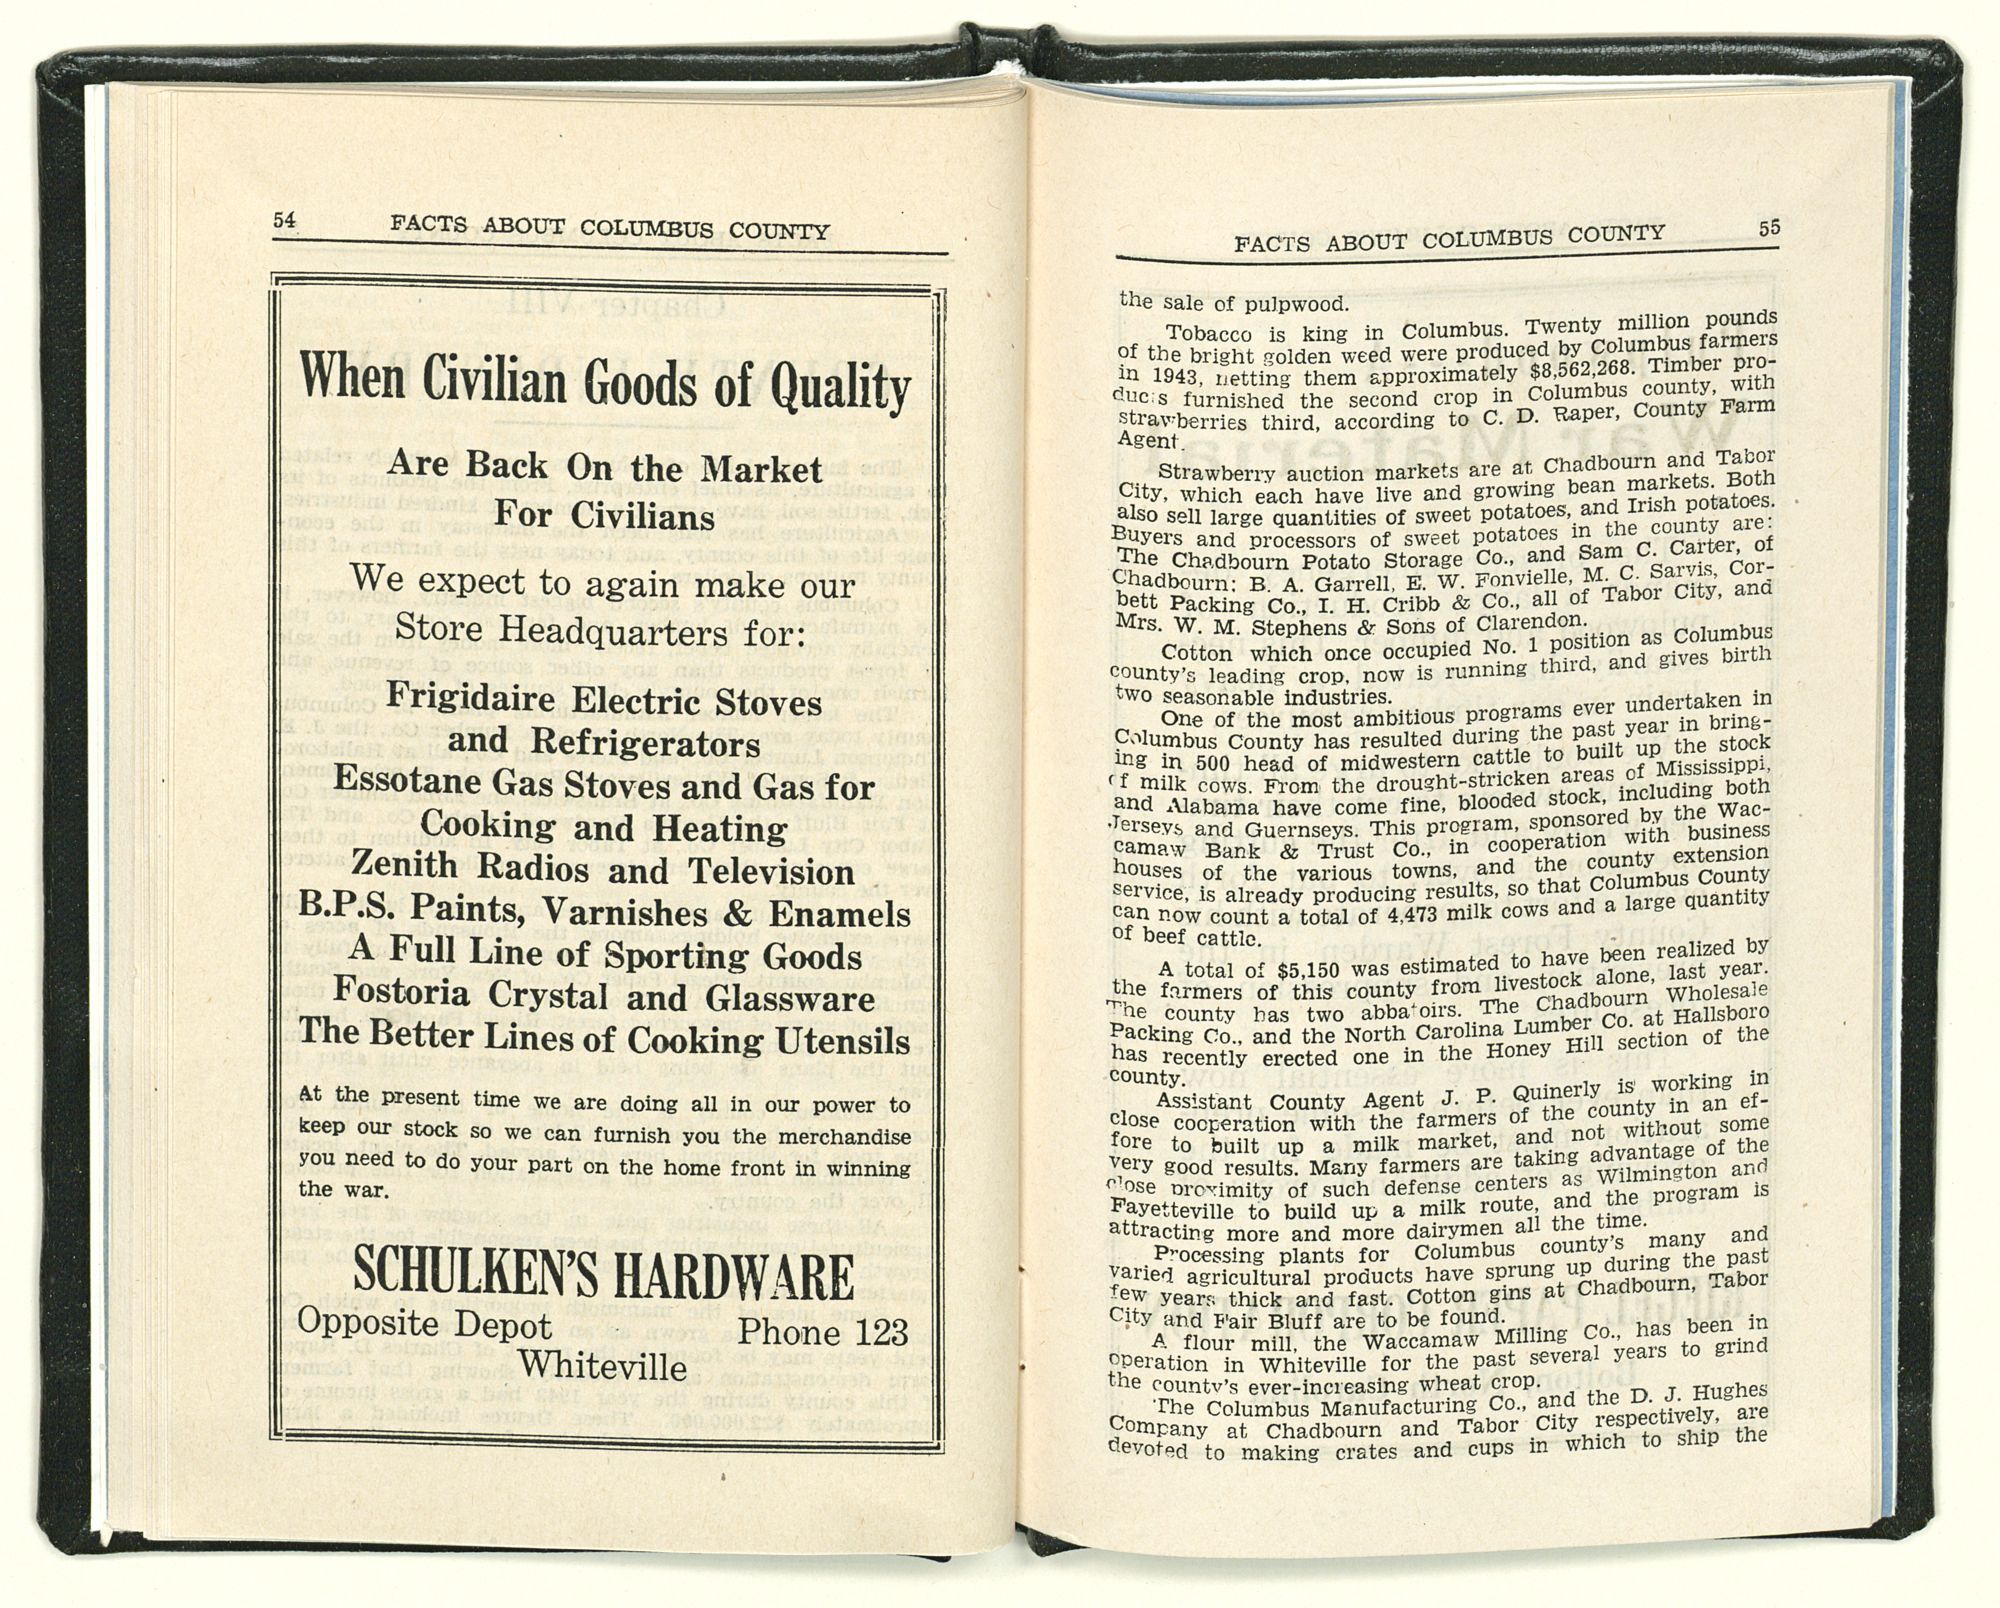 54 FACTS ABOUT COLUMBUS COUNTY
When Civilian Goods of Quality
Are Back On the Market
For Civilians
We expect to again make our
Store Headquarters for:
Frigidaire Electric Stoves
and Refrigerators
Essotane Gas Stoves and Gas for
Cooking and Heating
Zenith Radios and Television
B.P.S. Paints, Varnishes & Enamels
A Full Line of Sporting Goods
Fostoria Crystal and Glassware
The Better Lines of Cooking Utensils
At the present time we are doing all in our power to
keep our stock so we can furnish you the merchandise
you need to do your part on the home front in winning
the war.
SCHULKEN'S HARDWARE
Opposite Depot Phone 123
Whiteville
FACTS ABOUT COLUMBUS COUNTY 55
the sale of pulpwood.
Tobacco is king in Columbus. Twenty million pounds
of the bright golden weed were produced by Columbus farmers
in 1943, netting them approximately $8,562,268. Timber pro-
ducts furnished the second crop in Columbus county, with
strawberries third, according to C. D. Raper, County Farm
Agent.
Strawberry auction markets are at Chadbourn and Tabor
City, which each have live and growing bean markets. Both
also sell large quantities of sweet potatoes, and Irish potatoes.
Buyers and processors of sweet potatoes in the county are:
The Chadbourn Potato Storage Co., and Sam C. Carter, of
Chadbourn; B. A. Garrell, E. W. Fonvielle, M. C. Sarvis, Cor-
bett Packing Co., I. H. Cribb & Co., all of Tabor City, and
Mrs. W. M. Stephens & Sons of Clarendon.
Cotton which once occupied No. 1 position as Columbus
county's leading crop, now is running third, and gives birth
two seasonable industries.
One of the most ambitious programs ever undertaken in
Columbus County has resulted during the past year in bring-
ing in 500 head of midwestern cattle to built up the stock
of milk cows. From the drought-stricken areas of Mississippi,
and Alabama have come fine, blooded stock, including both
Jerseys and Guernseys. This program, sponsored by the Wac-
camaw Bank & Trust Co., in cooperation with business
houses of the various towns, and the county extension
service, is already producing results, so that Columbus County
can now count a total of 4,473 milk cows and a large quantity
of beef cattle.
A total of $5,150 was estimated to have been realized by
the farmers of this county from livestock alone, last year.
The county has two abbatoirs. The Chadbourn Wholesale
Packing Co., and the North Carolina Lumber Co. at Hallsboro
has recently erected one in the Honey Hill section of the
county.
Assistant County Agent J. P. Quinerly is working in
close cooperation with the farmers of the county in an ef-
fore to built up a milk market, and not without some
very good results. Many farmers are taking advantage of the
close proximity of such defense centers as Wilmington and
Fayetteville to build up a milk route, and the program is
attracting more and more dairymen all the time.
Processing plants for Columbus county's many and
varied agricultural products have sprung up during the past
few years thick and fast. Cotton gins at Chadbourn, Tabor
City and Fair Bluff are to be found.
A flour mill, the Waccamaw Milling Co., has been in
operation in Whiteville for the past several years to grind
the county's ever-increasing wheat crop.
The Columbus Manufacturing Co., and the D. J. Hughes
Company at Chadbourn and Tabor City respectively, are
devoted to making crates and cups in which to ship the